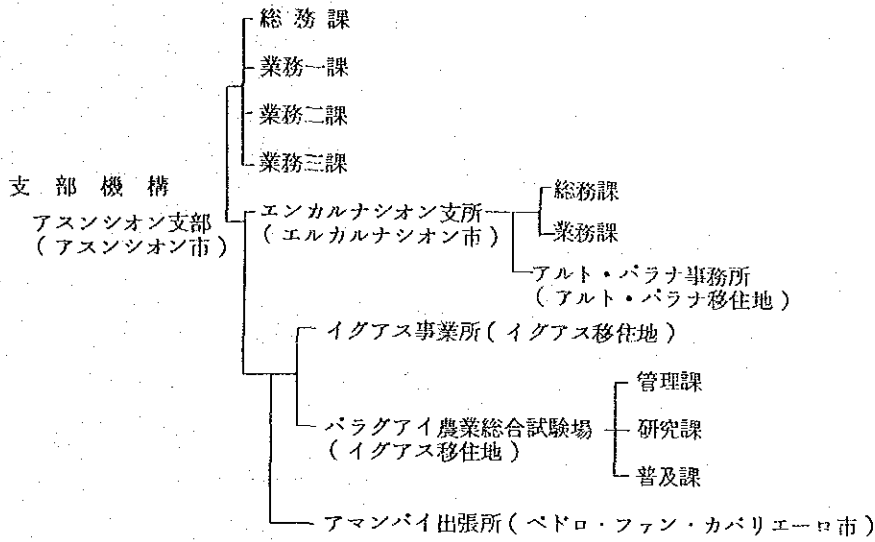 総務課
業務一課
業務二課
業務三課
支部機構
アスンシオン支部
(アスンシオン市)
エンカルナシオン支所
(エルカルナシオン市)
総務課
業務課
アルト・パラナ事務所
(アルト・パラナ移住地)
イグアス事業所(イグアス移住地)
パラグアイ農業総合試験場
(イグアス移住地)
管理課
研究課
普及課
アマンバイ出張所(ペドロ・ファン・カバリエーロ市)